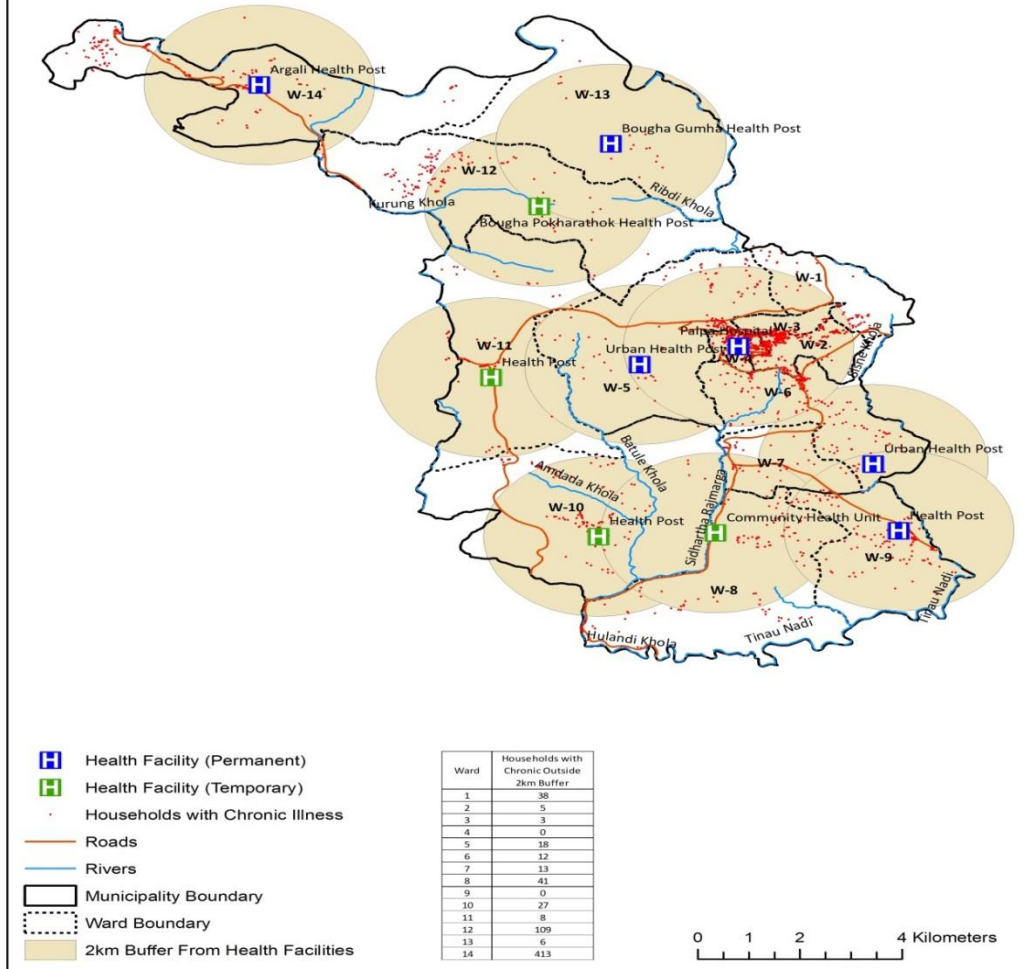 Argali Health Post
W-14
W-13
Bougha Gumha Health Post
W-12
Kurung Khola
Ribdi Khola
Bougha Pokharathok Health Post
W-1
W-3
Palpa Hospital
W-2
W-4
Bisne Khola
W-11
Health Post
Urban Health Post
W-5
W-6
Batule Khola
Urban Health Post
W-7
Amdada Khola
Sidhartha Rajmarga
W-10
Health Post
Community Health Unit
Health Post
W-9
W-8
Tinau Nadi
Hulandi Khola
Tinau Nadi
H Health Facility (Permanent)
H Health Facility (Temporary)
Households with Chronic Illness
Roads
Rivers
Municipality Boundary
Ward Boundary
2km Buffer From Health Facilities
Ward Households with Chronic Outside 2km Buffer
1 38
2 5
3 3
4 0
5 18
6 12
7 13
8 41
9 0
10 27
11 8
12 109
13 6
14 413
0 1 2 4 Kilometers